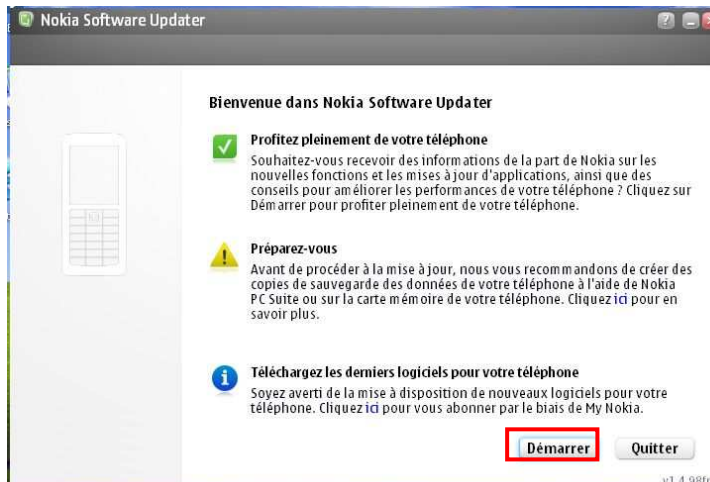 Nokia Software Updater
Bienvenue dans Nokia Software Updater
Profitez pleinement de votre téléphone
Souhaitez-vous recevoir des informations de la part de Nokia sur les
nouvelles fonctions et les mises à jour d'applications, ainsi que des
conseils pour améliorer les performances de votre téléphone ? Cliquez sur
Démarrer pour profiter pleinement de votre téléphone.
Préparez-vous
Avant de procéder à la mise à jour, nous vous recommandons de créer des
copies de sauvegarde des données de votre téléphone à l'aide de Nokia
PC Suite ou sur la carte mémoire de votre téléphone. Cliquez ici pour en
savoir plus.
Téléchargez les derniers logiciels pour votre téléphone
Soyez averti de la mise à disposition de nouveaux logiciels pour votre
téléphone. Cliquez ici pour vous abonner par le biais de My Nokia.
Démarrer Quitter